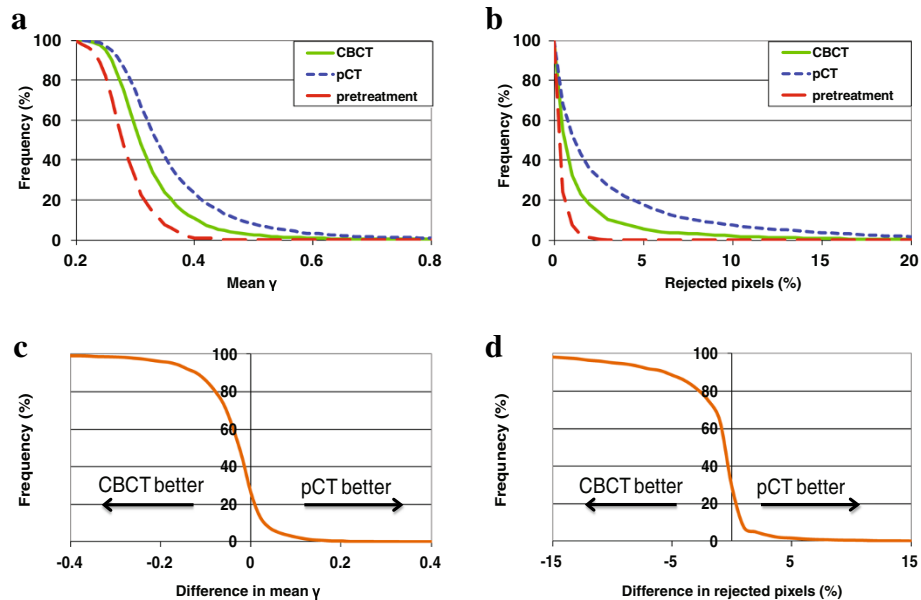 a
100
80
60
40
20
0
Frequency (%)
CBCT
pCT
pretreatment
0.2
0.4
0.6
0.8
Mean γ
b
100
80
60
40
20
0
Frequency (%)
CBCT
pCT
pretreatment
0
5
10
15
20
Rejected pixels (%)
c
100
80
60
40
20
0
Frequency (%)
CBCT better
pCT better
-0.4
-0.2
0
0.2
0.4
Difference in mean γ
d
100
80
60
40
20
0
Frequnecy (%)
CBCT better
pCT better
-15
-5
5
15
Difference in rejected pixels (%)